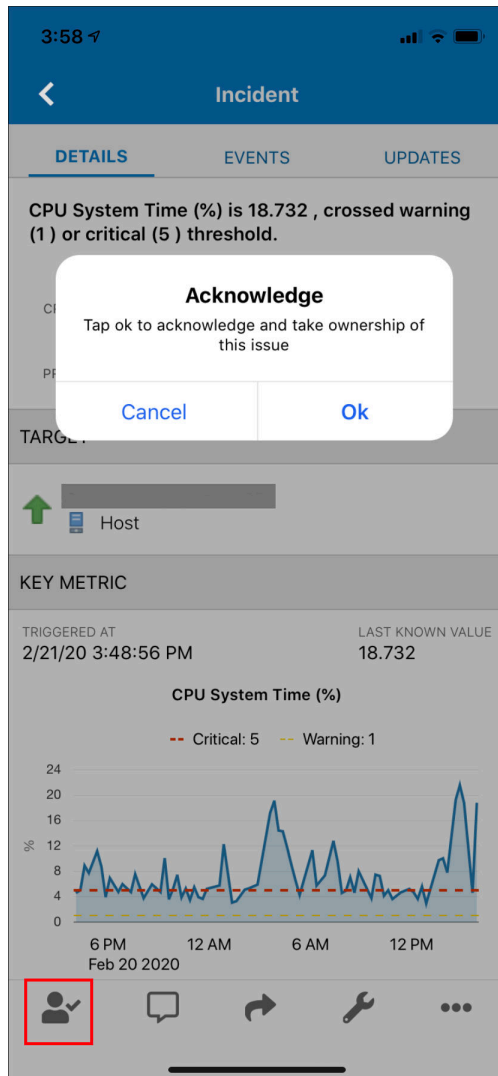 3:58
Incident
DETAILS EVENTS UPDATES
CPU System Time (%) is 18.732 , crossed warning
(1 ) or critical (5 ) threshold.
Acknowledge
Tap ok to acknowledge and take ownership of
this issue
Cancel Ok
Host
KEY METRIC
TRIGGERED AT LAST KNOWN VALUE
2/21/20 3:48:56 PM 18.732
CPU System Time (%)
Critical: 5 Warning: 1
24
20
16
12
8
4
0
%
6 PM 12 AM 6 AM 12 PM
Feb 20 2020